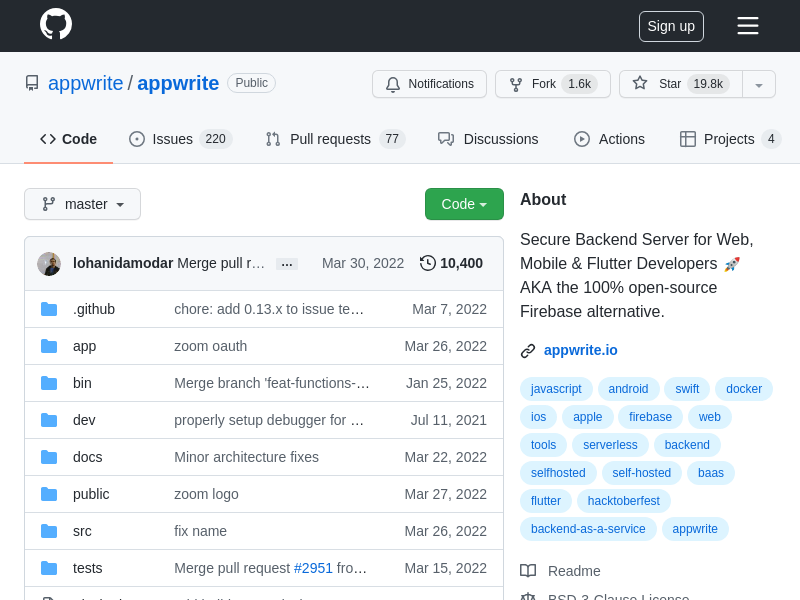 Sign up
appwrite / appwrite Public
Notifications Fork 1.6k Star 19.8k
Code Issues 220 Pull requests 77 Discussions Actions Projects 4
master Code
lohanidamodar Merge pull r… … Mar 30, 2022 10,400
.github chore: add 0.13.x to issue te… Mar 7, 2022
app zoom oauth Mar 26, 2022
bin Merge branch 'feat-functions-… Jan 25, 2022
dev properly setup debugger for … Jul 11, 2021
docs Minor architecture fixes Mar 22, 2022
public zoom logo Mar 27, 2022
src fix name Mar 26, 2022
tests Merge pull request #2951 fro… Mar 15, 2022
About
Secure Backend Server for Web,
Mobile & Flutter Developers 🚀
AKA the 100% open-source
Firebase alternative.
appwrite.io
javascript android swift docker
ios apple firebase web
tools serverless backend
selfhosted self-hosted baas
flutter hacktoberfest
backend-as-a-service appwrite
Readme
BSD-3-Clause License